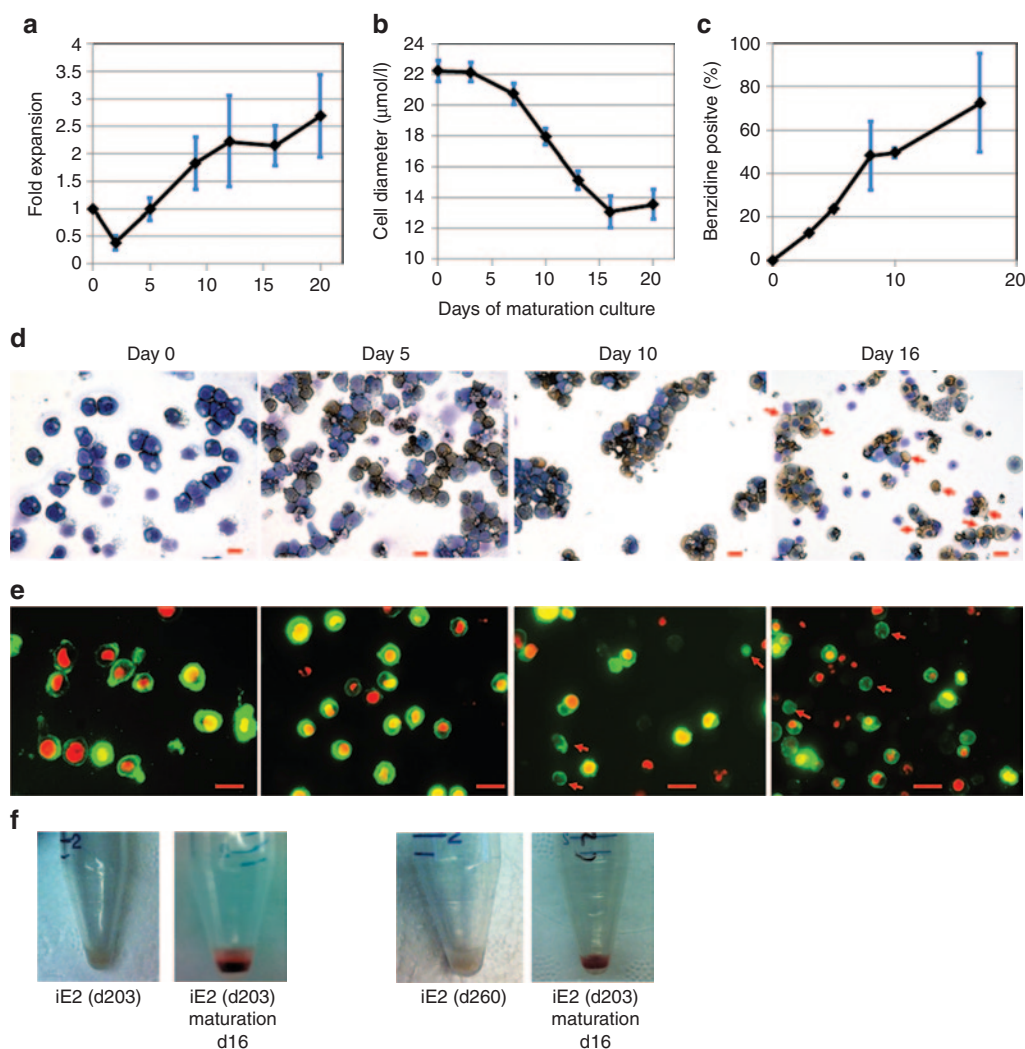 a
4
3.5
3
2.5
2
1.5
1
0.5
0
Fold expansion
0 5 10 15 20
b
24
22
20
18
16
14
12
10
Cell diameter (μmol/l)
0 5 10 15 20
Days of maturation culture
c
100
80
60
40
20
0
Benzidine positve (%)
0 10 20
d
Day 0 Day 5 Day 10 Day 16
e
f
2
2
iE2 (d203)
iE2 (d203)
maturation
d16
iE2 (d260)
iE2 (d203)
maturation
d16